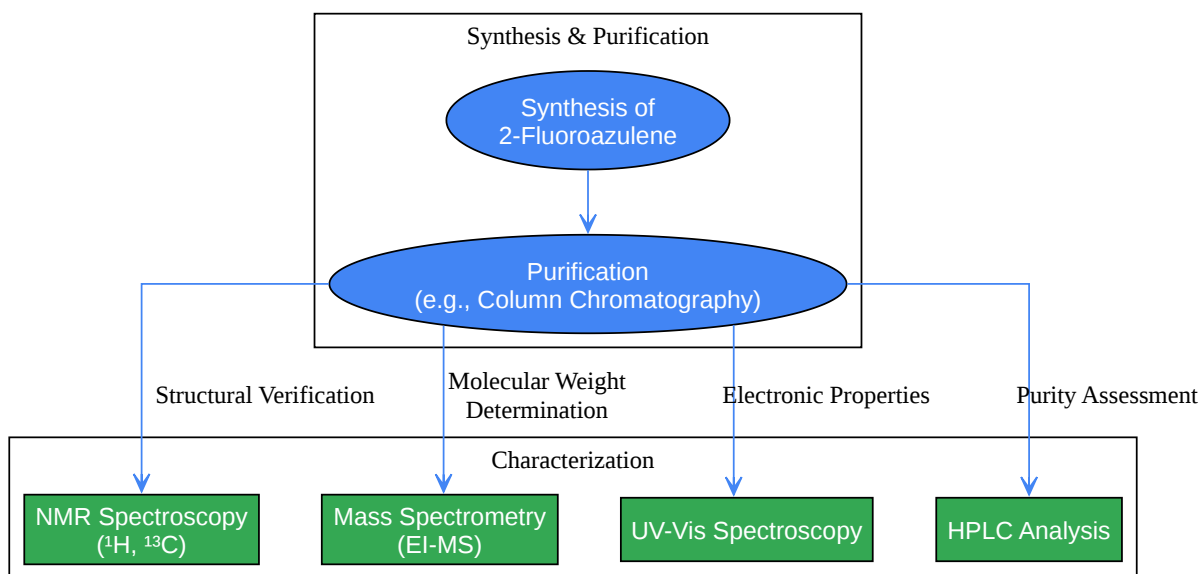 Synthesis & Purification
Synthesis of
2-Fluoroazulene
Purification
(e.g., Column Chromatography)
Structural Verification
Molecular Weight
Determination
Electronic Properties
Purity Assessment
Characterization
NMR Spectroscopy
(¹H, ¹³C)
Mass Spectrometry
(EI-MS)
UV-Vis Spectroscopy
HPLC Analysis